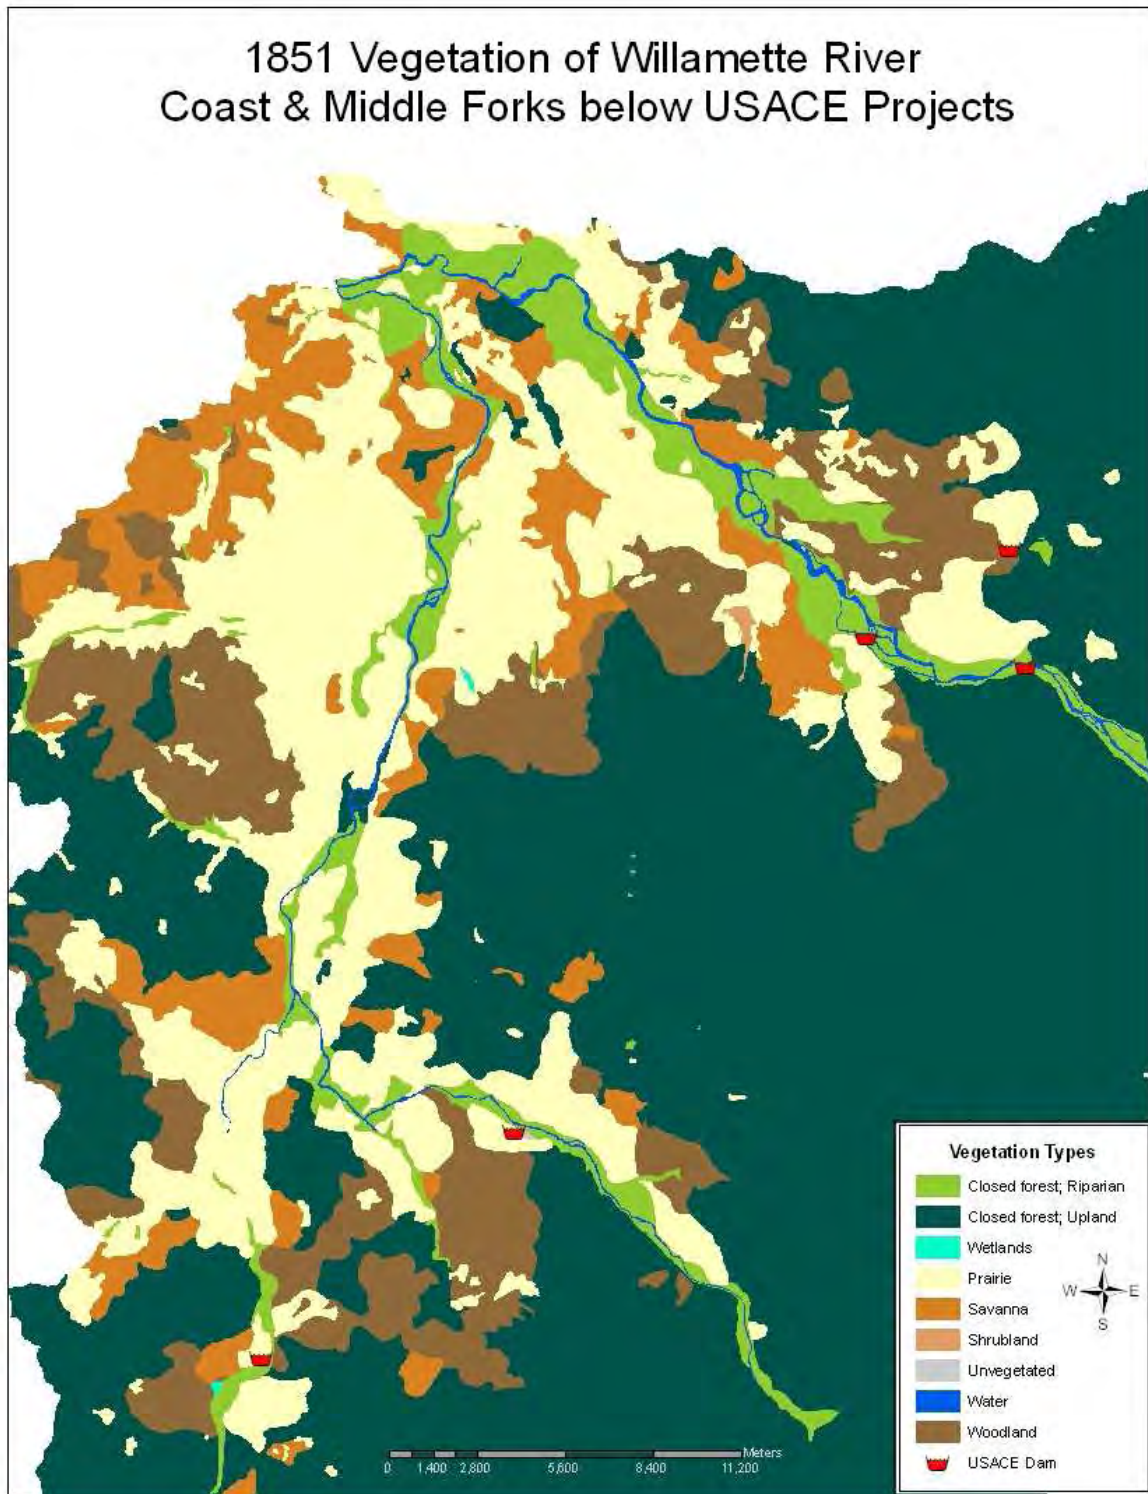 1851 Vegetation of Willamette River
Coast & Middle Forks below USACE Projects
Vegetation Types
Closed forest; Riparian
Closed forest; Upland
Wetlands
Prairie
Savanna
Shrubland
Unvegetated
Water
Woodland
USACE Dam
N
W E
S
Meters
0 1,400 2,800 5,600 8,400 11,200